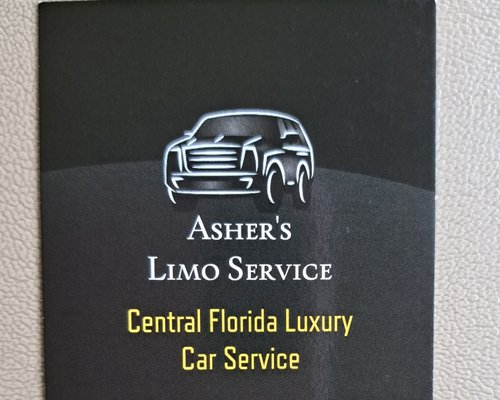 Asher's
Limo Service
Central Florida Luxury
Car Service